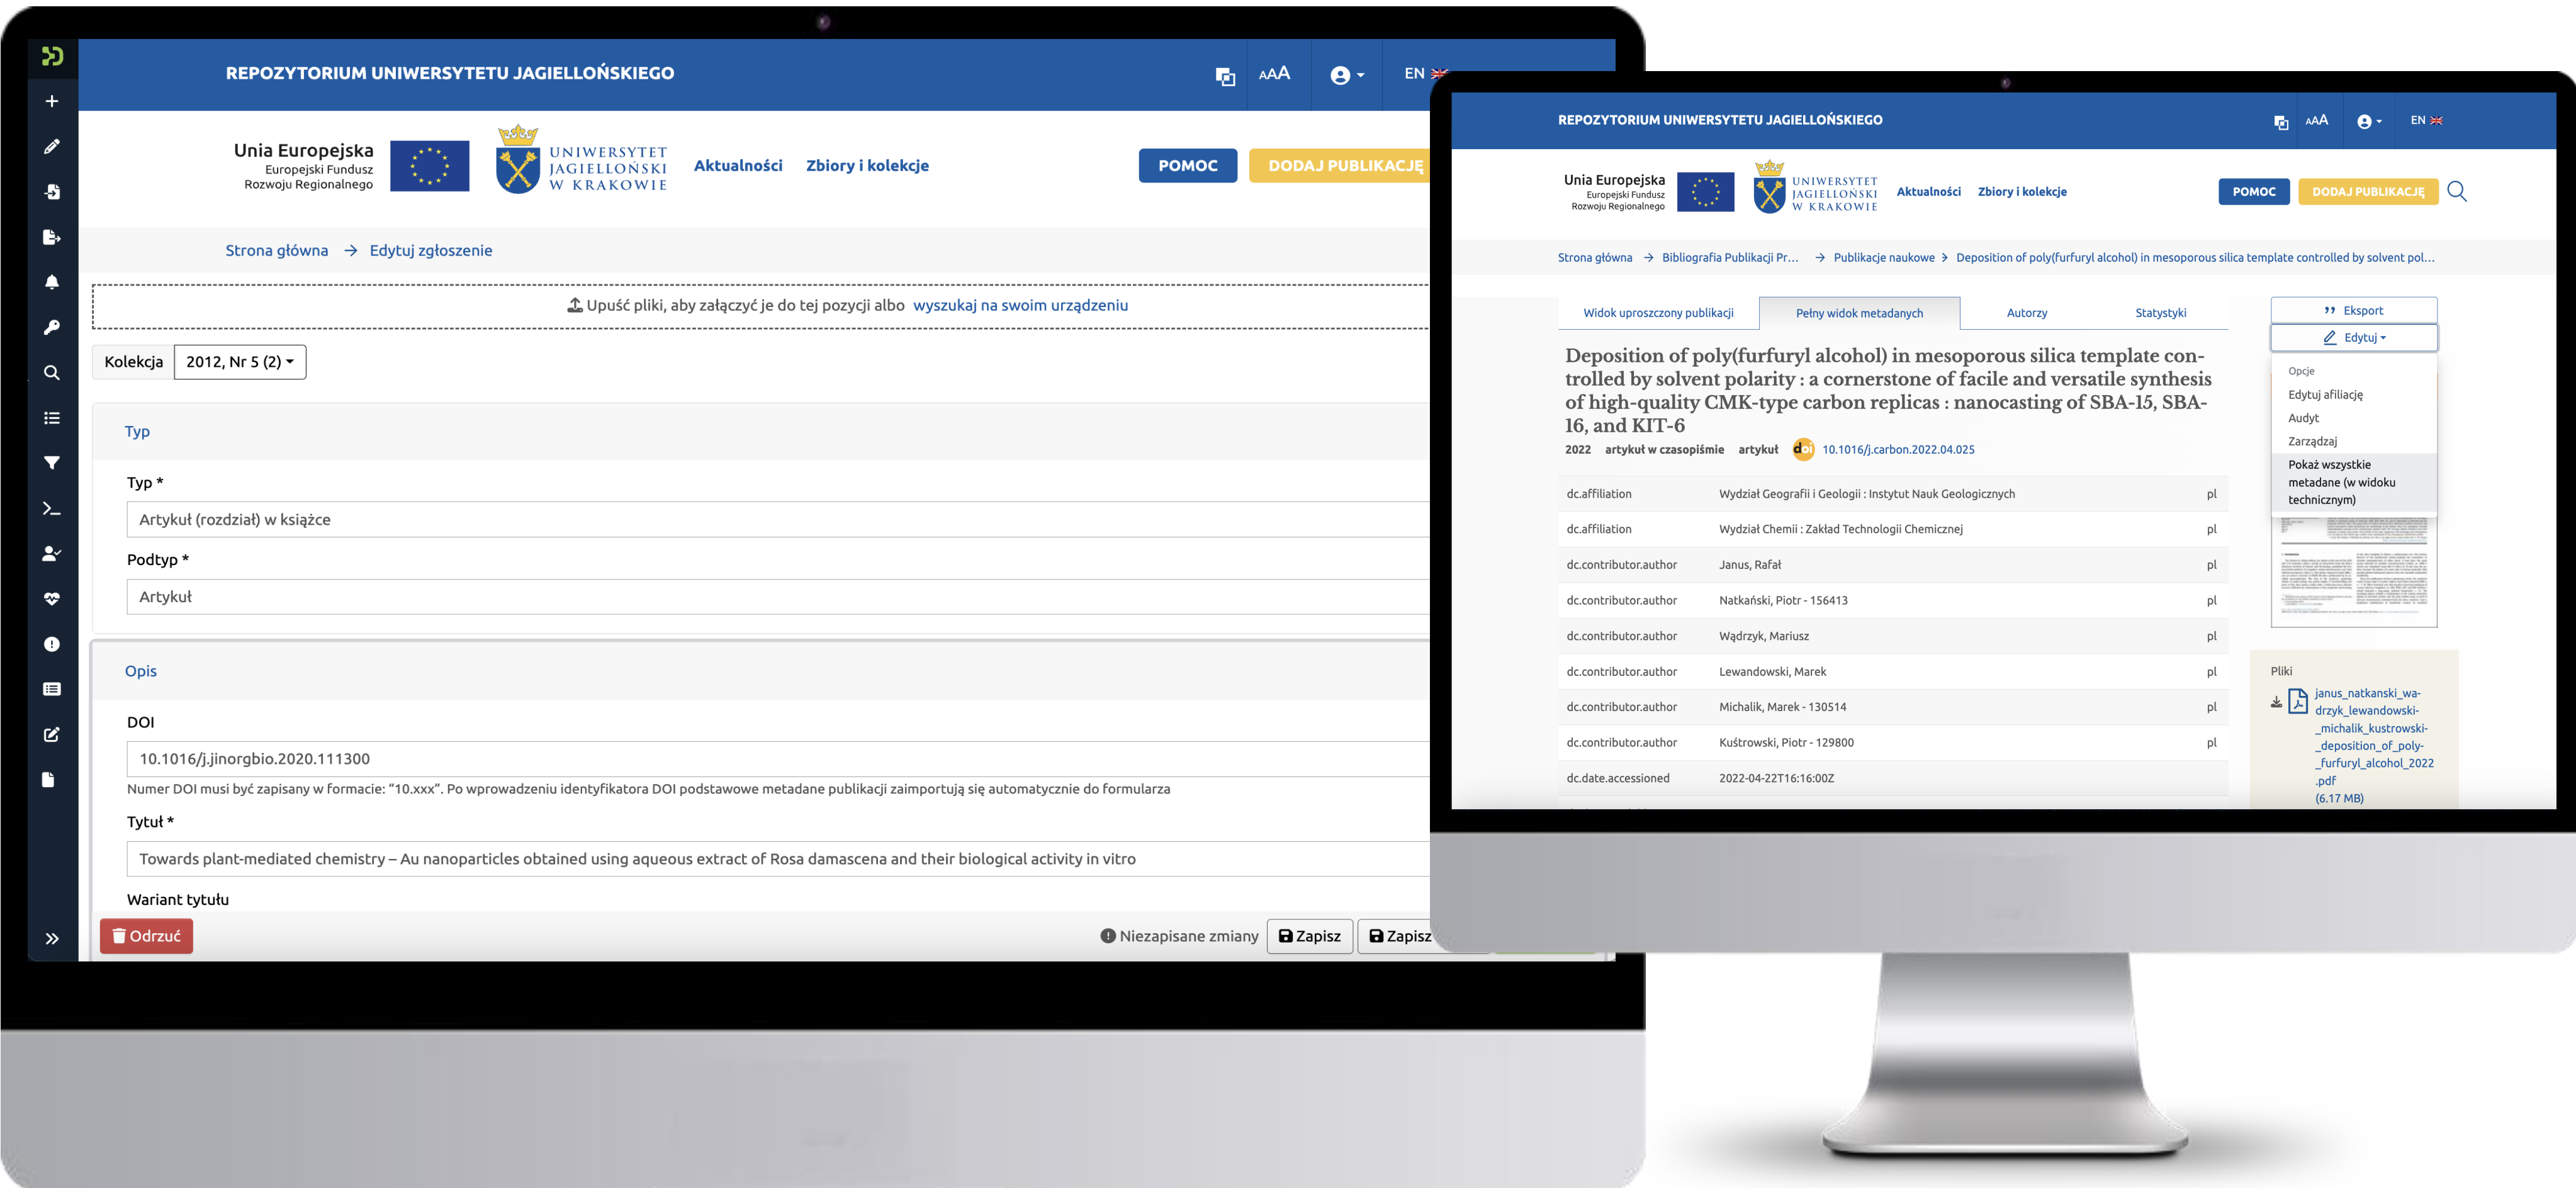 REPOZYTORIUM UNIWERSYTETU JAGIELLOŃSKIEGO
AAA
EN
Unia Europejska
Europejski Fundusz
Rozwoju Regionalnego
UNIWERSYTET
JAGIELLOŃSKI
W KRAKOWIE
Aktualności
Zbiory i kolekcje
POMOC
DODAJ PUBLIKACJĘ
Strona główna → Edytuj zgłoszenie
Upuść pliki, aby załączyć je do tej pozycji albo wyszukaj na swoim urządzeniu
Kolekcja
2012, Nr 5 (2)
Typ
Typ *
Artykuł (rozdział) w książce
Podtyp *
Artykuł
Opis
DOI
10.1016/j.jinorgbio.2020.111300
Numer DOI musi być zapisany w formacie: "10.xxx". Po wprowadzeniu identyfikatora DOI podstawowe metadane publikacji zaimportują się automatycznie do formularza
Tytuł *
Towards plant-mediated chemistry – Au nanoparticles obtained using aqueous extract of Rosa damascena and their biological activity in vitro
Wariant tytułu
Odrzuć
Niezapisane zmiany
Zapisz
Zapisz
REPOZYTORIUM UNIWERSYTETU JAGIELLOŃSKIEGO
AAA
EN
Unia Europejska
Europejski Fundusz
Rozwoju Regionalnego
UNIWERSYTET
JAGIELLOŃSKI
W KRAKOWIE
Aktualności
Zbiory i kolekcje
POMOC
DODAJ PUBLIKACJĘ
Strona główna → Bibliografia Publikacji Pr... → Publikacje naukowe > Deposition of poly(furfuryl alcohol) in mesoporous silica template controlled by solvent pol...
Widok uproszczony publikacji
Pełny widok metadanych
Autorzy
Statystyki
Deposition of poly(furfuryl alcohol) in mesoporous silica template con-
trolled by solvent polarity : a cornerstone of facile and versatile synthesis
of high-quality CMK-type carbon replicas : nanocasting of SBA-15, SBA-
16, and KIT-6
2022 artykuł w czasopiśmie artykuł doi 10.1016/j.carbon.2022.04.025
dc.affiliation Wydział Geografii i Geologii : Instytut Nauk Geologicznych pl
dc.affiliation Wydział Chemii : Zakład Technologii Chemicznej pl
dc.contributor.author Janus, Rafał pl
dc.contributor.author Natkański, Piotr - 156413 pl
dc.contributor.author Wądrzyk, Mariusz pl
dc.contributor.author Lewandowski, Marek pl
dc.contributor.author Michalik, Marek - 130514 pl
dc.contributor.author Kuśtrowski, Piotr - 129800 pl
dc.date.accessioned 2022-04-22T16:16:00Z
Eksport
Edytuj
Opcje
Edytuj afiliację
Audyt
Zarządzaj
Pokaż wszystkie
metadane (w widoku
technicznym)
Pliki
janus_natkanski_wa-
drzyk_lewandowski-
_michalik_kustrowski-
_deposition_of_poly-
_furfuryl_alcohol_2022
.pdf
(6.17 MB)